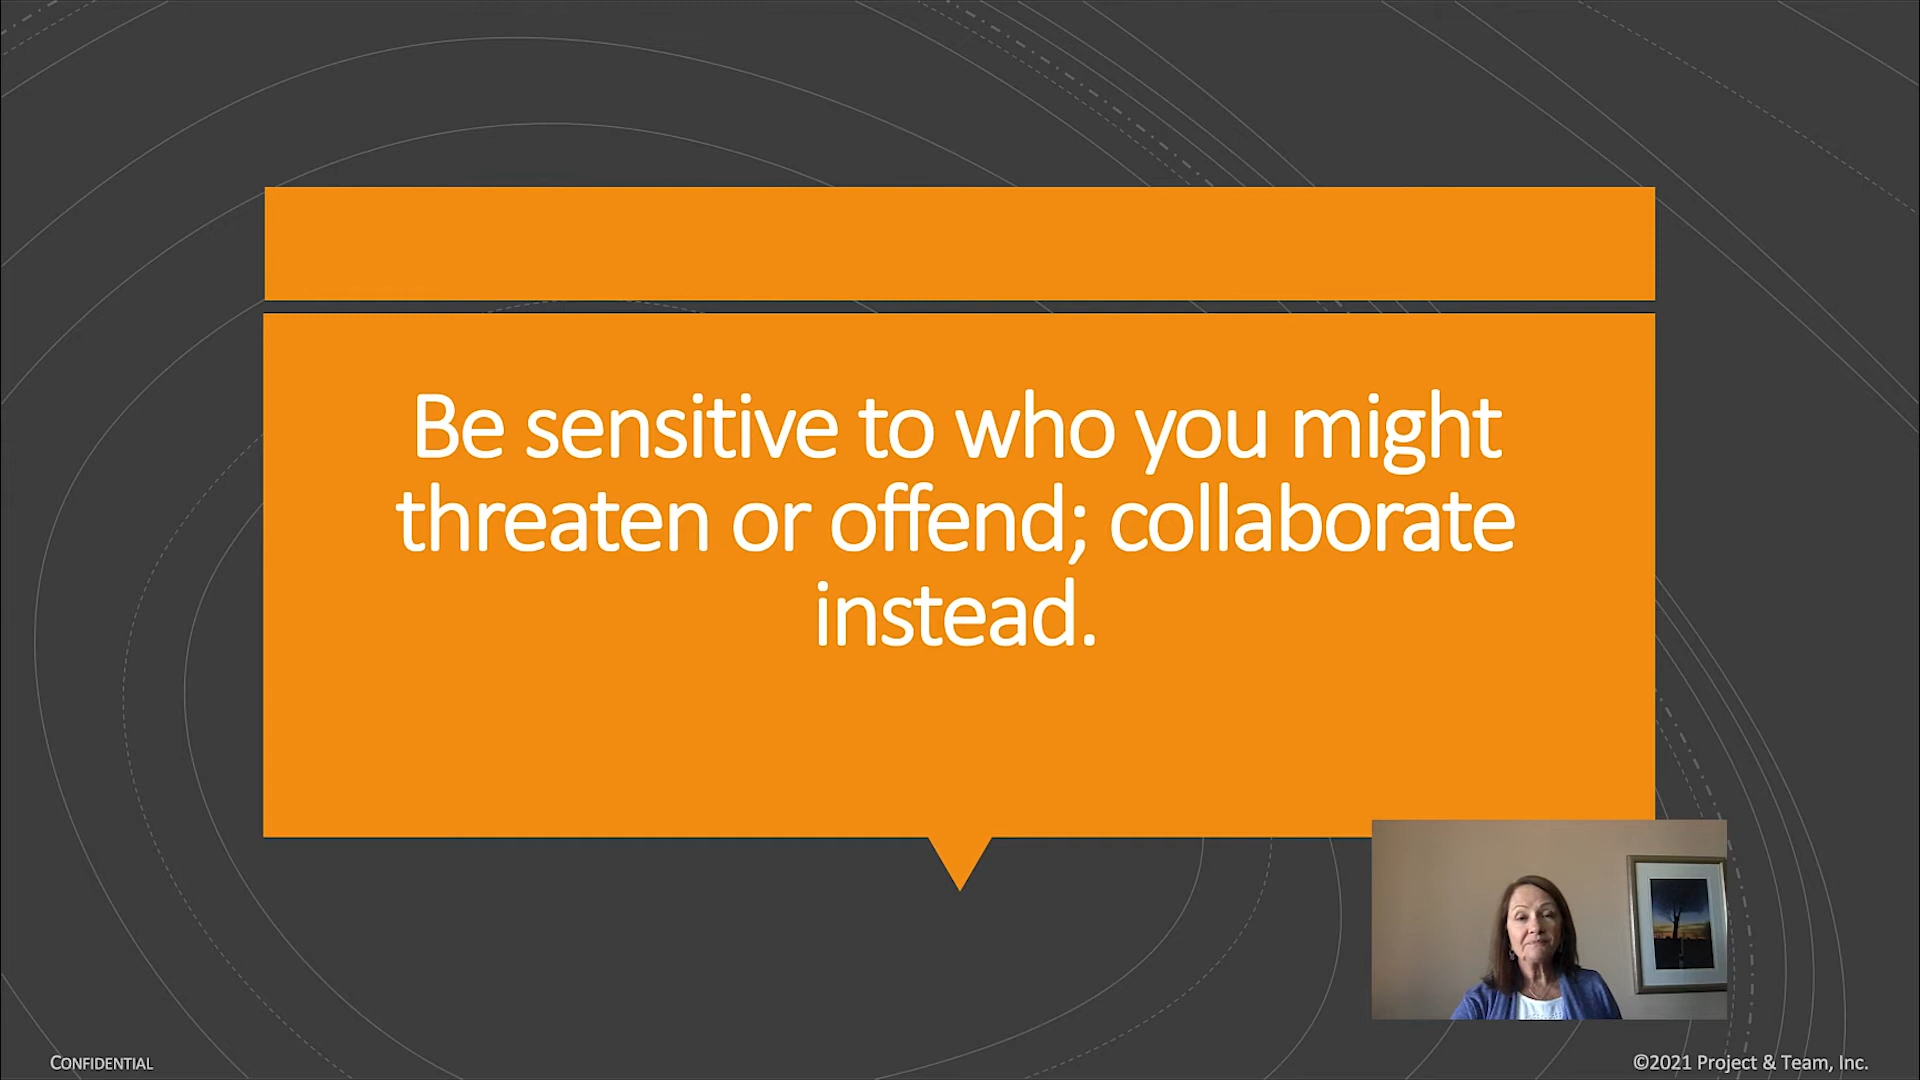 Be sensitive to who you might
threaten or offend; collaborate
instead.
CONFIDENTIAL
©2021 Project & Team, Inc.